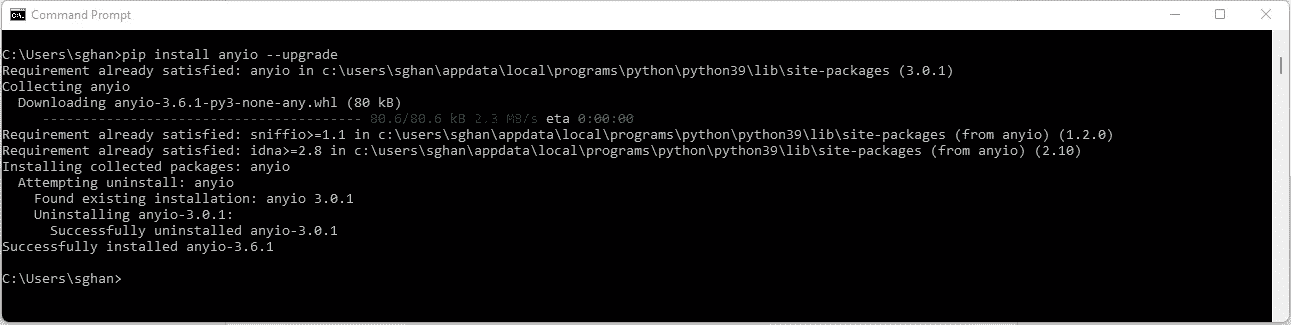 Command Prompt
C:\Users\sghan>pip install anyio --upgrade
Requirement already satisfied: anyio in c:\users\sghan\appdata\local\programs\python\python39\lib\site-packages (3.0.1)
Collecting anyio
  Downloading anyio-3.6.1-py3-none-any.whl (80 kB)
     ---------------------------------------- 80.6/80.6 kB 2.3 MB/s eta 0:00:00
Requirement already satisfied: sniffio>=1.1 in c:\users\sghan\appdata\local\programs\python\python39\lib\site-packages (from anyio) (1.2.0)
Requirement already satisfied: idna>=2.8 in c:\users\sghan\appdata\local\programs\python\python39\lib\site-packages (from anyio) (2.10)
Installing collected packages: anyio
  Attempting uninstall: anyio
    Found existing installation: anyio 3.0.1
    Uninstalling anyio-3.0.1:
      Successfully uninstalled anyio-3.0.1
Successfully installed anyio-3.6.1
C:\Users\sghan>